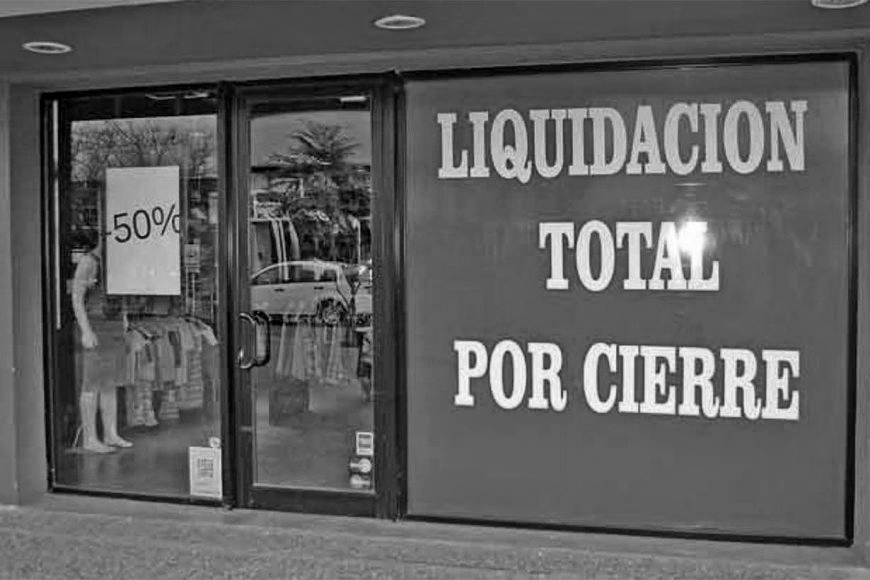 -50%
LIQUIDACION
TOTAL
POR CIERRE